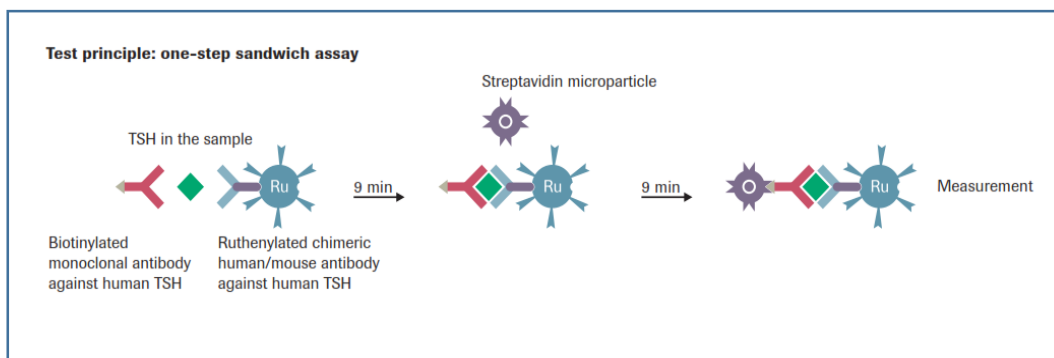 Test principle: one-step sandwich assay
Streptavidin microparticle
TSH in the sample
Ru
9 min
Ru
9 min
Ru
Measurement
Biotinylated
monoclonal antibody
against human TSH
Ruthenylated chimeric
human/mouse antibody
against human TSH